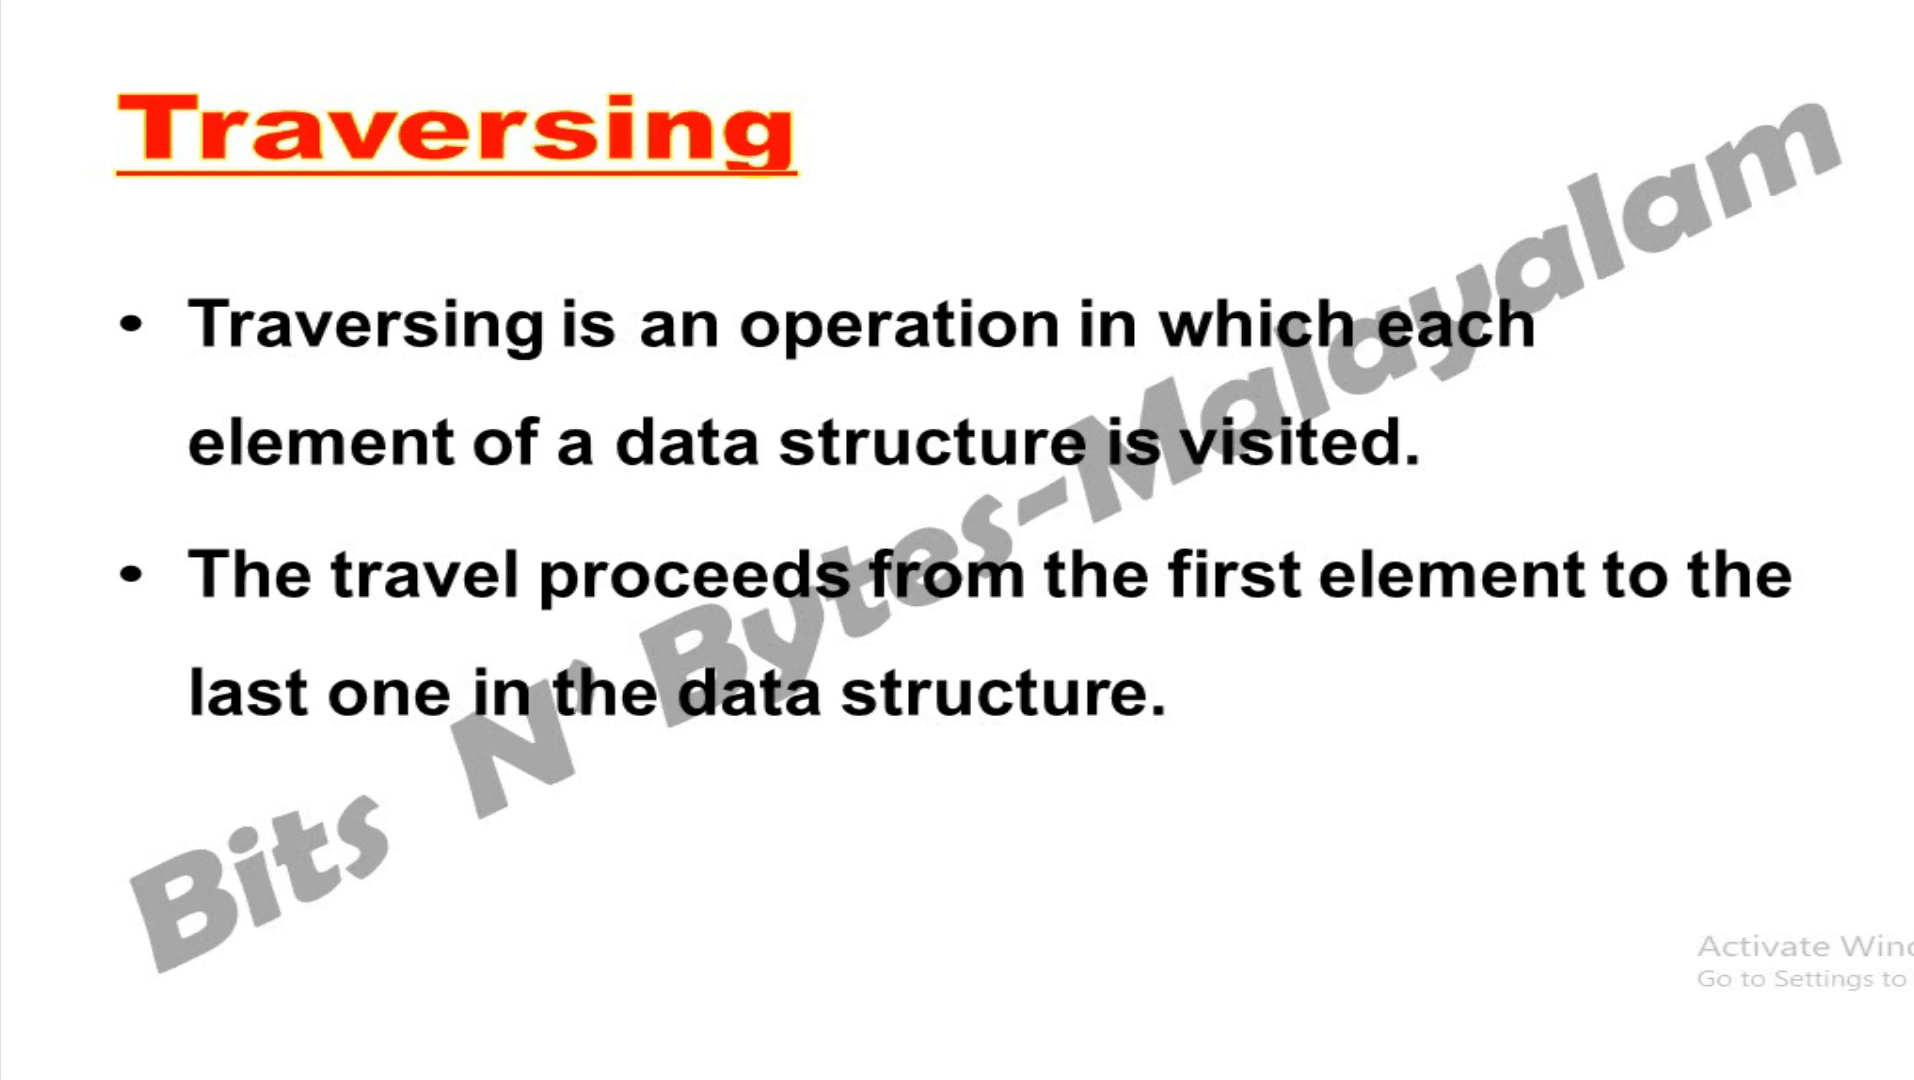 Traversing
• Traversing is an operation in which each
element of a data structure is visited.
• The travel proceeds from the first element to the
last one in the data structure.
Bits N' Bytes-Malayalam
Activate Wind
Go to Settings to